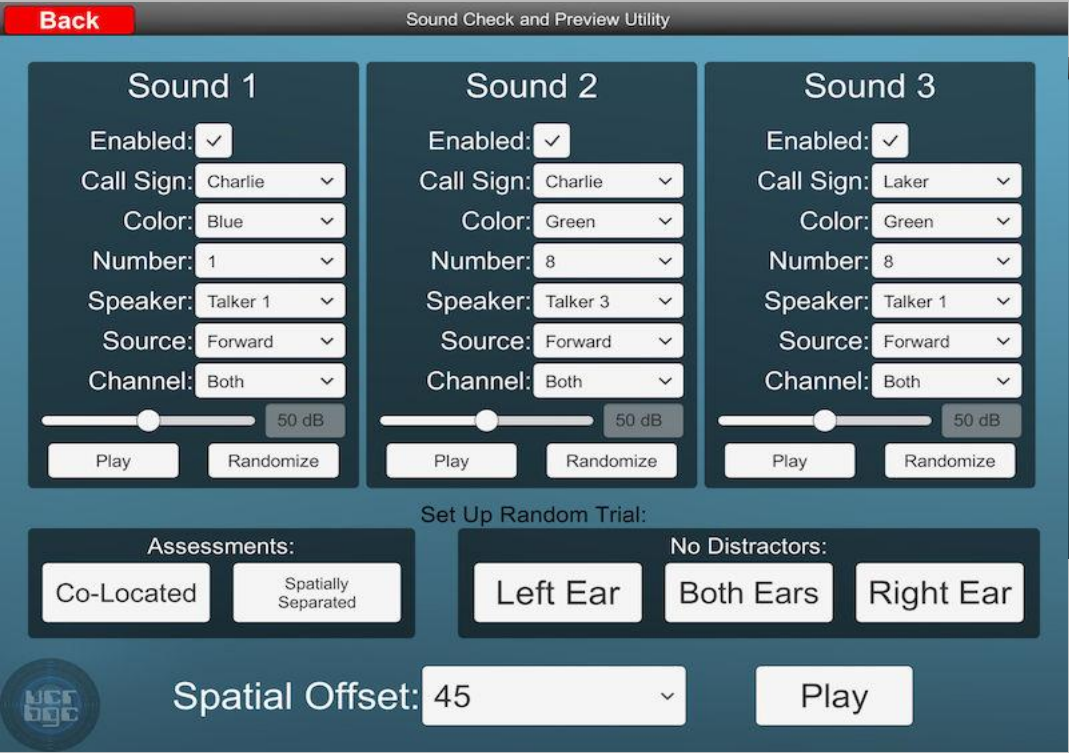 Back
Sound Check and Preview Utility
Sound 1
Enabled:
Call Sign: Charlie
Color: Blue
Number: 1
Speaker: Talker 1
Source: Forward
Channel: Both
50 dB
Play Randomize
Sound 2
Enabled:
Call Sign: Charlie
Color: Green
Number: 8
Speaker: Talker 3
Source: Forward
Channel: Both
50 dB
Play Randomize
Sound 3
Enabled:
Call Sign: Laker
Color: Green
Number: 8
Speaker: Talker 1
Source: Forward
Channel: Both
50 dB
Play Randomize
Set Up Random Trial:
Assessments:
Co-Located
Spatially
Separated
No Distractors:
Left Ear Both Ears Right Ear
UCR
BGC
Spatial Offset: 45
Play